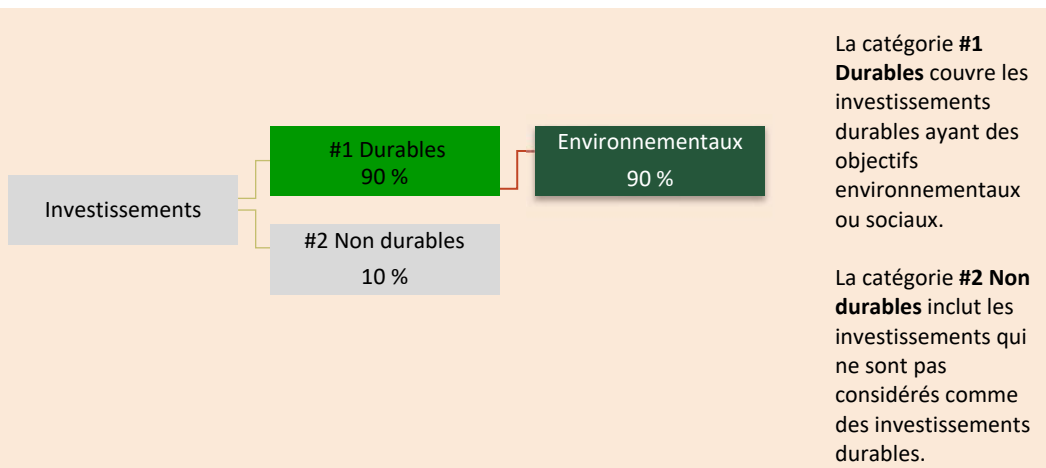 Investissements
#1 Durables
90 %
Environnementaux
90 %
#2 Non durables
10 %
La catégorie #1
Durables couvre les
investissements
durables ayant des
objectifs
environnementaux
ou sociaux.
La catégorie #2 Non
durables inclut les
investissements qui
ne sont pas
considérés comme
des investissements
durables.